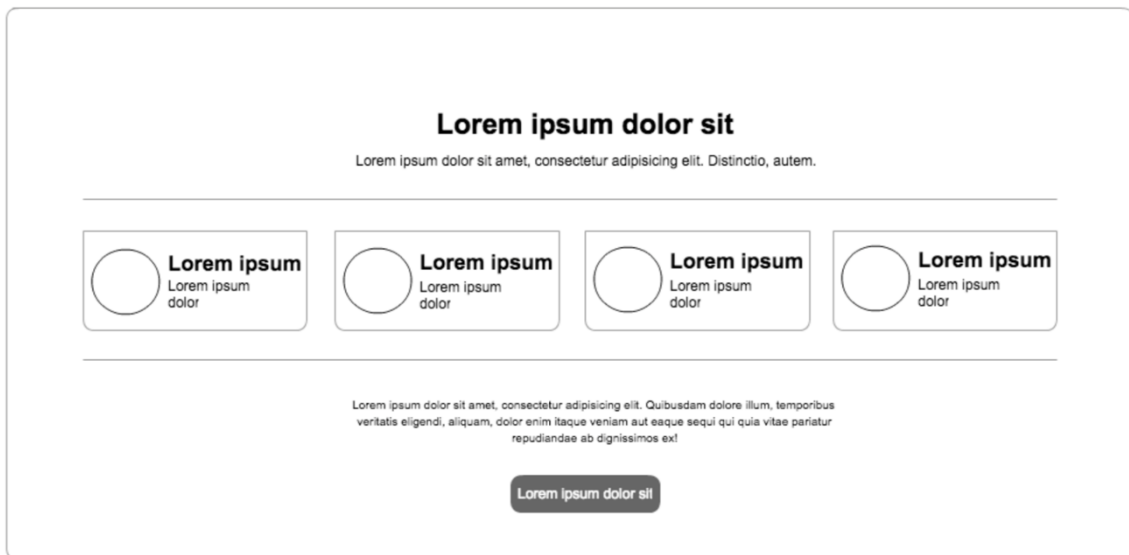 Lorem ipsum dolor sit
Lorem ipsum dolor sit amet, consectetur adipisicing elit. Distinctio, autem.
Lorem ipsum
Lorem ipsum
dolor
Lorem ipsum
Lorem ipsum
dolor
Lorem ipsum
Lorem ipsum
dolor
Lorem ipsum
Lorem ipsum
dolor
Lorem ipsum dolor sit amet, consectetur adipisicing elit. Quibusdam dolore illum, temporibus
veritatis eligendi, aliquam, dolor enim itaque veniam aut eaque sequi qui quia vitae pariatur
repudiandae ab dignissimos ex!
Lorem ipsum dolor sit